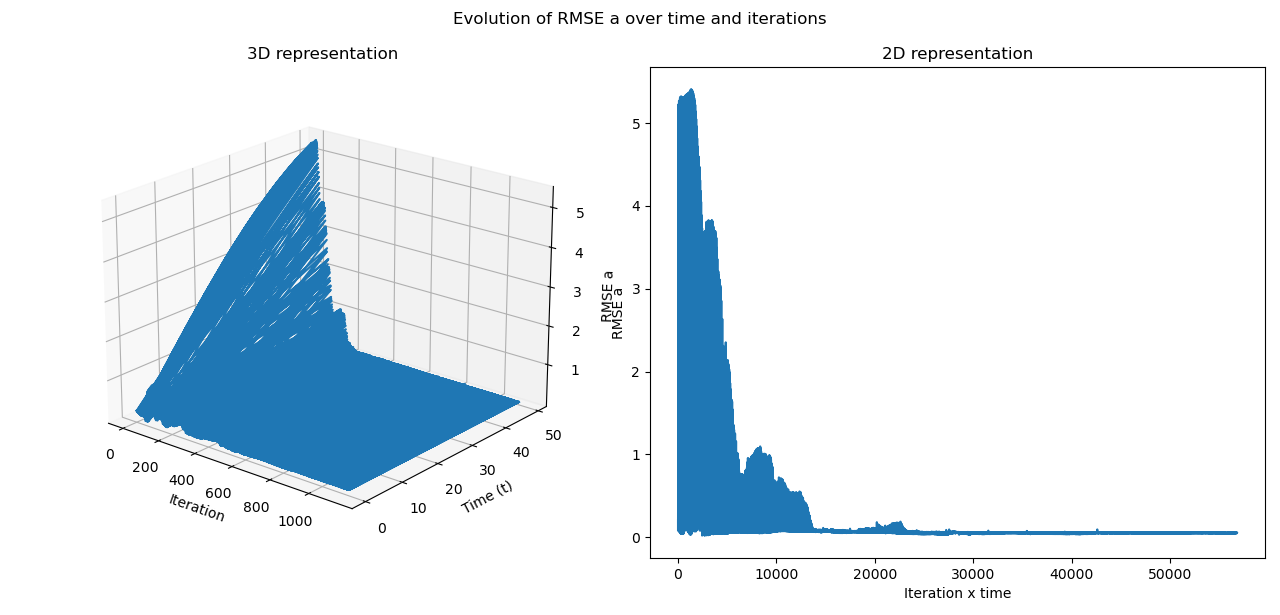 Evolution of RMSE a over time and iterations
3D representation
5
4
3
2
1
RMSE a
0
200
400
600
800
1000
Iteration
0
10
20
30
40
50
Time (t)
2D representation
5
4
3
2
1
0
RMSE a
0 10000 20000 30000 40000 50000
Iteration x time